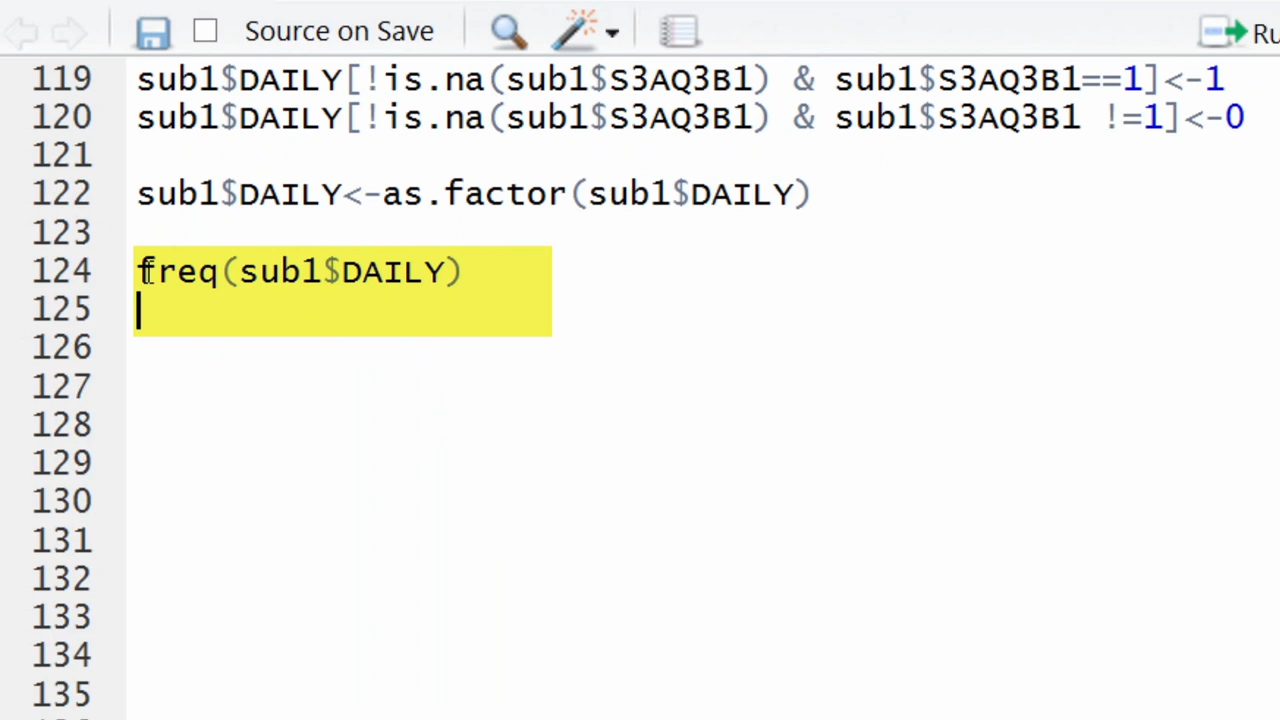 Source on Save Ru
119 sub1$DAILY[!is.na(sub1$S3AQ3B1) & sub1$S3AQ3B1==1]<-1
120 sub1$DAILY[!is.na(sub1$S3AQ3B1) & sub1$S3AQ3B1 !=1]<-0
121
122 sub1$DAILY<-as.factor(sub1$DAILY)
123
124 freq(sub1$DAILY)
125
126
127
128
129
130
131
132
133
134
135